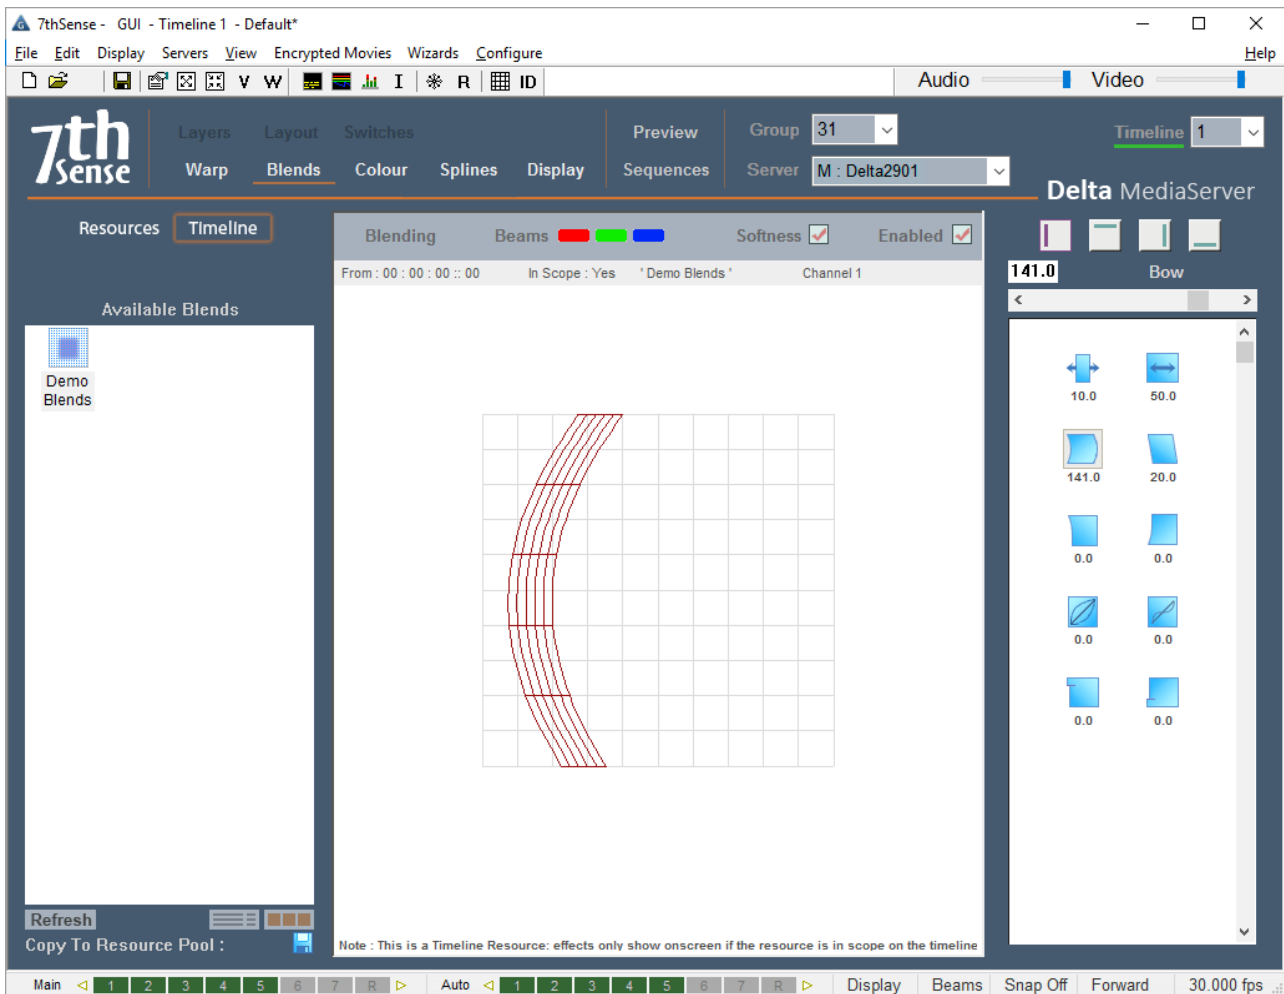 7thSense - GUI - Timeline 1 - Default*
File Edit Display Servers View Encrypted Movies Wizards Configure Help
V W I R ID Audio Video
7th Sense
Layers Layout Switches Preview Group 31 Timeline 1
Warp Blends Colour Splines Display Sequences Server M : Delta2901
Delta MediaServer
Resources Timeline
Blending Beams Softness Enabled
From : 00 : 00 : 00 :: 00 In Scope : Yes ' Demo Blends ' Channel 1
141.0 Bow
Available Blends
Demo
Blends
10.0 50.0
141.0 20.0
0.0 0.0
0.0 0.0
0.0 0.0
Refresh
Copy To Resource Pool :
Note : This is a Timeline Resource: effects only show onscreen if the resource is in scope on the timeline
Main 1 2 3 4 5 6 7 R Auto 1 2 3 4 5 6 7 R Display Beams Snap Off Forward 30.000 fps